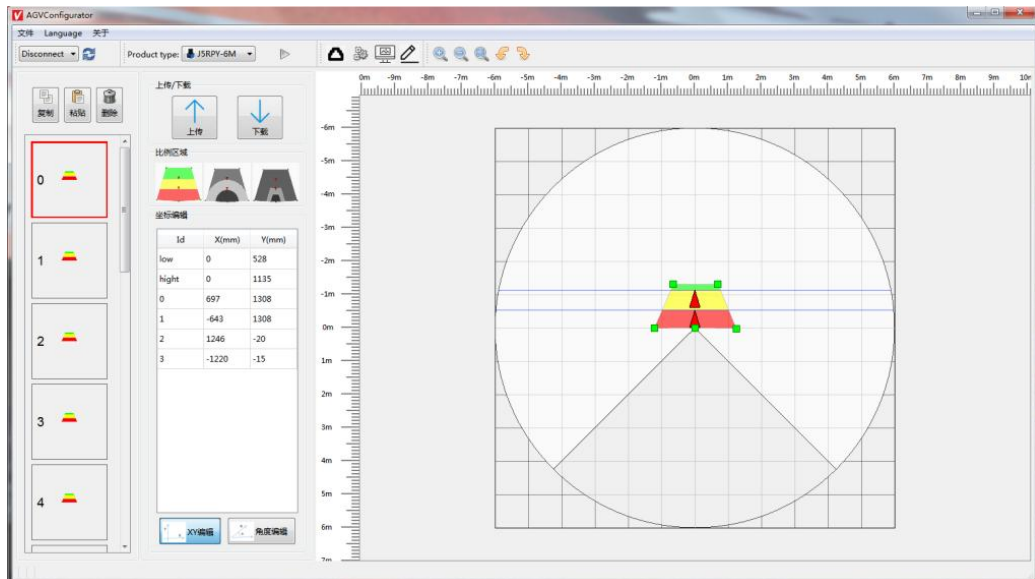 AGVConfigurator
文件 Language 关于
Disconnect Product type: J5RPY-6M
复制 粘贴 删除
上传/下载
上传 下载
比例区域
坐标编辑
Id X(mm) Y(mm)
low 0 528
hight 0 1135
0 697 1308
1 -643 1308
2 1246 -20
3 -1220 -15
XY编辑 角度编辑
0
1
2
3
4
0m -9m -8m -7m -6m -5m -4m -3m -2m -1m 0m 1m 2m 3m 4m 5m 6m 7m 8m 9m 10m
-6m
-5m
-4m
-3m
-2m
-1m
0m
1m
2m
3m
4m
5m
6m
7m